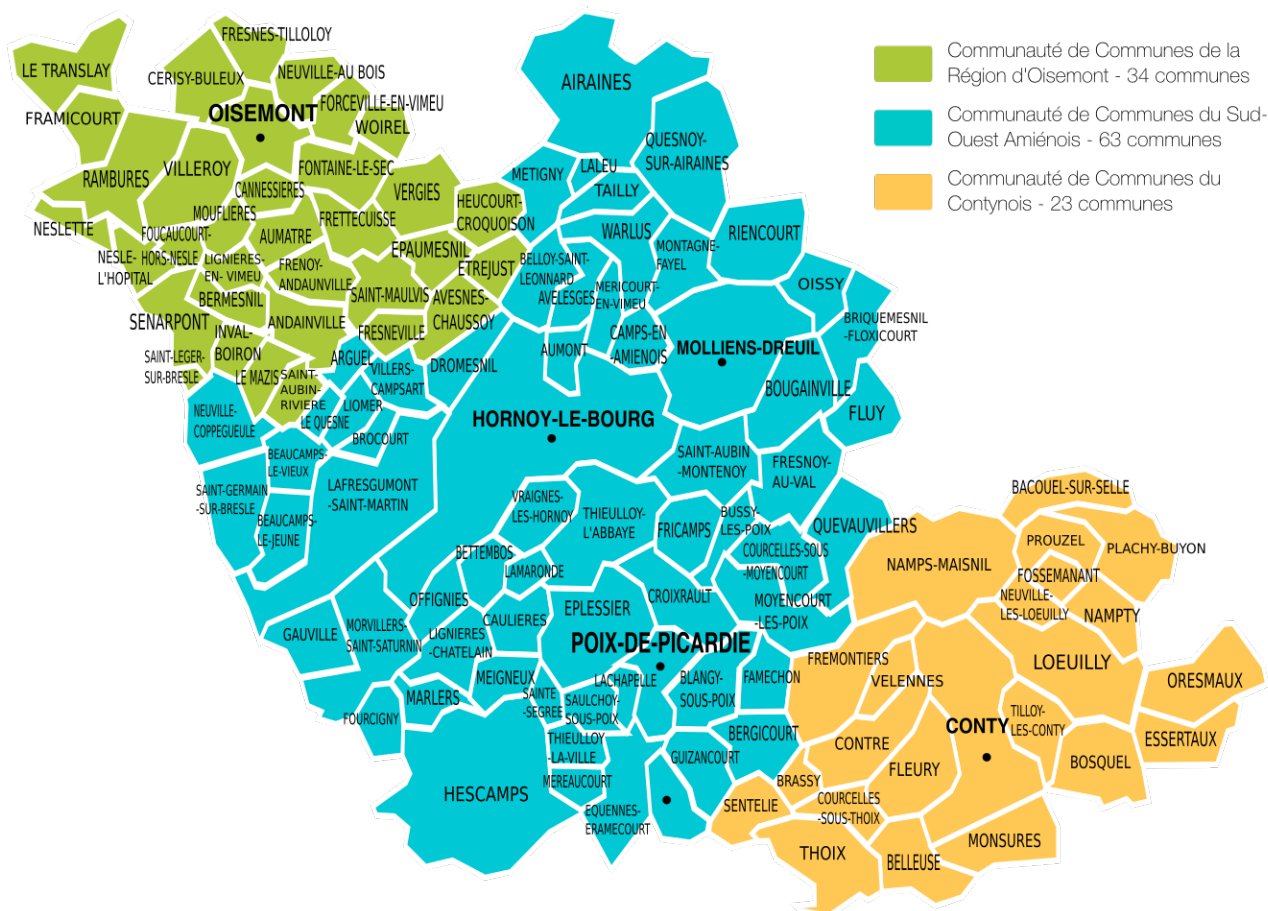 FRESNES-TILLOLOY
LE TRANSLAY
CERISY-BULEUX
NEUVILLE-AU BOIS
FRAMICOURT
OISEMONT
FORCEVILLE-EN-VIMEU
WOIREL
RAMBURES
VILLEROY
FONTAINE-LE-SEC
CANNESSIERES
VERGIES
HEUCOURT-
CROQUOISON
NESLETTE
MOUFLIERES
FRETTECUISSE
FOUCAUCOURT-
HORS-NESLE
AUMATRE
EPAUMESNIL
NESLE-
L'HOPITAL
LIGNIERES-
EN- VIMEU
FRENOY-
ANDAUNVILLE
ETREJUST
BERMESNIL
SAINT-MAULVIS
AVESNES-
CHAUSSOY
SENARPONT
INVAL-
BOIRON
ANDAINVILLE
FRESNEVILLE
SAINT-LEGER-
SUR-BRESLE
LE MAZIS
SAINT-
AUBIN-
RIVIERE
AIRAINES
QUESNOY-
SUR-AIRAINES
METIGNY
LALEU
TAILLY
WARLUS
MONTAGNE-
FAYEL
RIENCOURT
BELLOY-SAINT-
LEONNARD
AVELESGES
MERICOURT-
EN-VIMEU
OISSY
BRIQUEMESNIL
-FLOXICOURT
AUMONT
CAMPS-EN
-AMIENOIS
MOLLIENS-DREUIL
BOUGAINVILLE
FLUY
ARGUEL
VILLERS-
CAMPSART
DROMESNIL
LIOMER
LE QUESNE
BROCOURT
HORNOY-LE-BOURG
NEUVILLE-
COPPEGUEULE
BEAUCAMPS-
LE-VIEUX
SAINT-GERMAIN
-SUR-BRESLE
BEAUCAMPS-
LE-JEUNE
LAFRESGUMONT
-SAINT-MARTIN
SAINT-AUBIN
-MONTENOY
FRESNOY-
AU-VAL
VRAIGNES-
LES-HORNOY
THIEULLOY-
L'ABBAYE
FRICAMPS
BUSSY-
LES-POIX
QUEVAUVILLERS
COURCELLES-SOUS
-MOYENCOURT
BETTEMBOS
LAMARONDE
MOYENCOURT
-LES-POIX
OFFIGNIES
EPLESSIER
CROIXRAULT
GAUVILLE
MORVILLERS-
SAINT-SATURNIN
LIGNIERES
-CHATELAIN
CAULIERES
POIX-DE-PICARDIE
MARLERS
MEIGNEUX
SAINTE
-SEGREE
LACHAPELLE
SAULCHOY-
SOUS-POIX
BLANGY-
SOUS-POIX
FAMECHON
FOURCIGNY
THIEULLOY
-LA-VILLE
GUIZANCOURT
BERGICOURT
HESCAMPS
MEREAUCOURT
EQUENNES-
ERAMECOURT
BACOUEL-SUR-SELLE
NAMPS-MAISNIL
PROUZEL
PLACHY-BUYON
FOSSEMANANT
NEUVILLE-
LES-LOEUILLY
NAMPTY
FREMONTIERS
VELENNES
LOEUILLY
ORESMAUX
CONTRE
CONTY
TILLOY-
LES-CONTY
ESSERTAUX
FLEURY
BOSQUEL
BRASSY
SENTELIE
COURCELLES
-SOUS-THOIX
THOIX
BELLEUSE
MONSURES
Communauté de Communes de la
Région d'Oisemont - 34 communes
Communauté de Communes du Sud-
Ouest Amiénois - 63 communes
Communauté de Communes du
Contynois - 23 communes